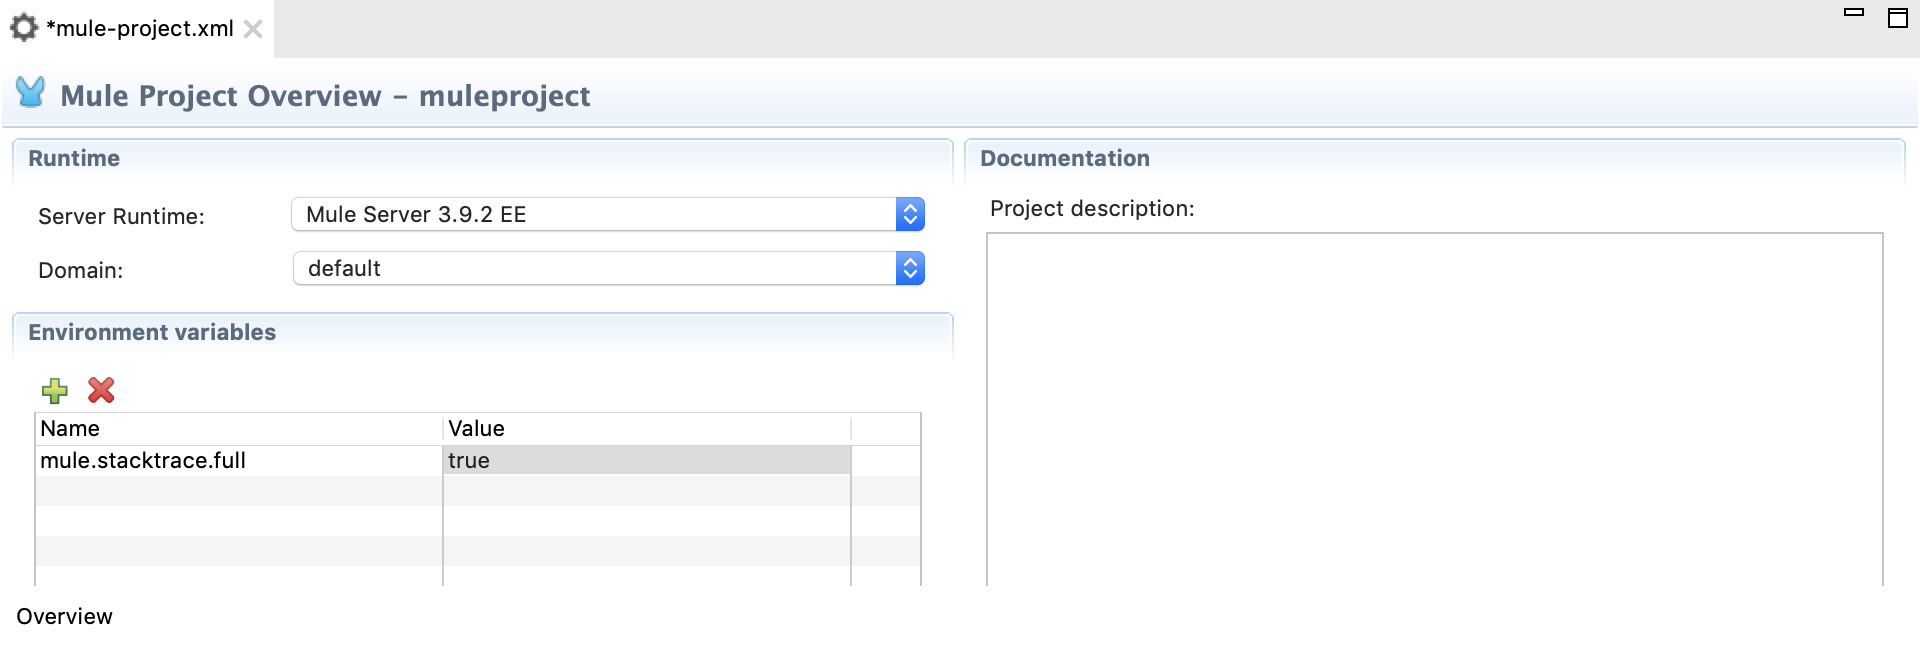 *mule-project.xml
Mule Project Overview – muleproject
Runtime
Server Runtime:
Mule Server 3.9.2 EE
Domain:
default
Environment variables
Name Value
mule.stacktrace.full true
Documentation
Project description:
Overview